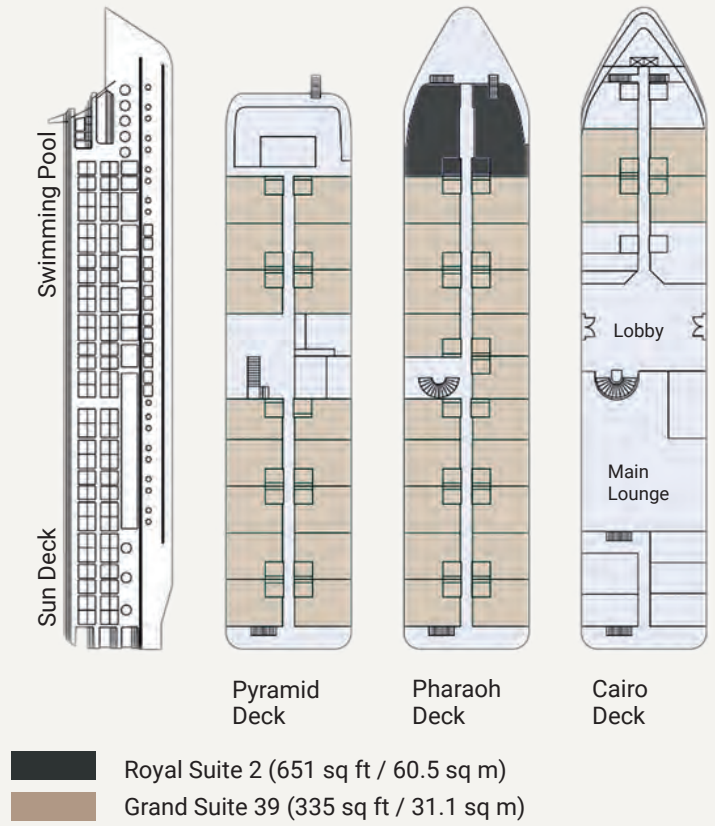 Swimming Pool
Sun Deck
Lobby
Main
Lounge
Pyramid
Deck
Pharaoh
Deck
Cairo
Deck
Royal Suite 2 (651 sq ft / 60.5 sq m)
Grand Suite 39 (335 sq ft / 31.1 sq m)